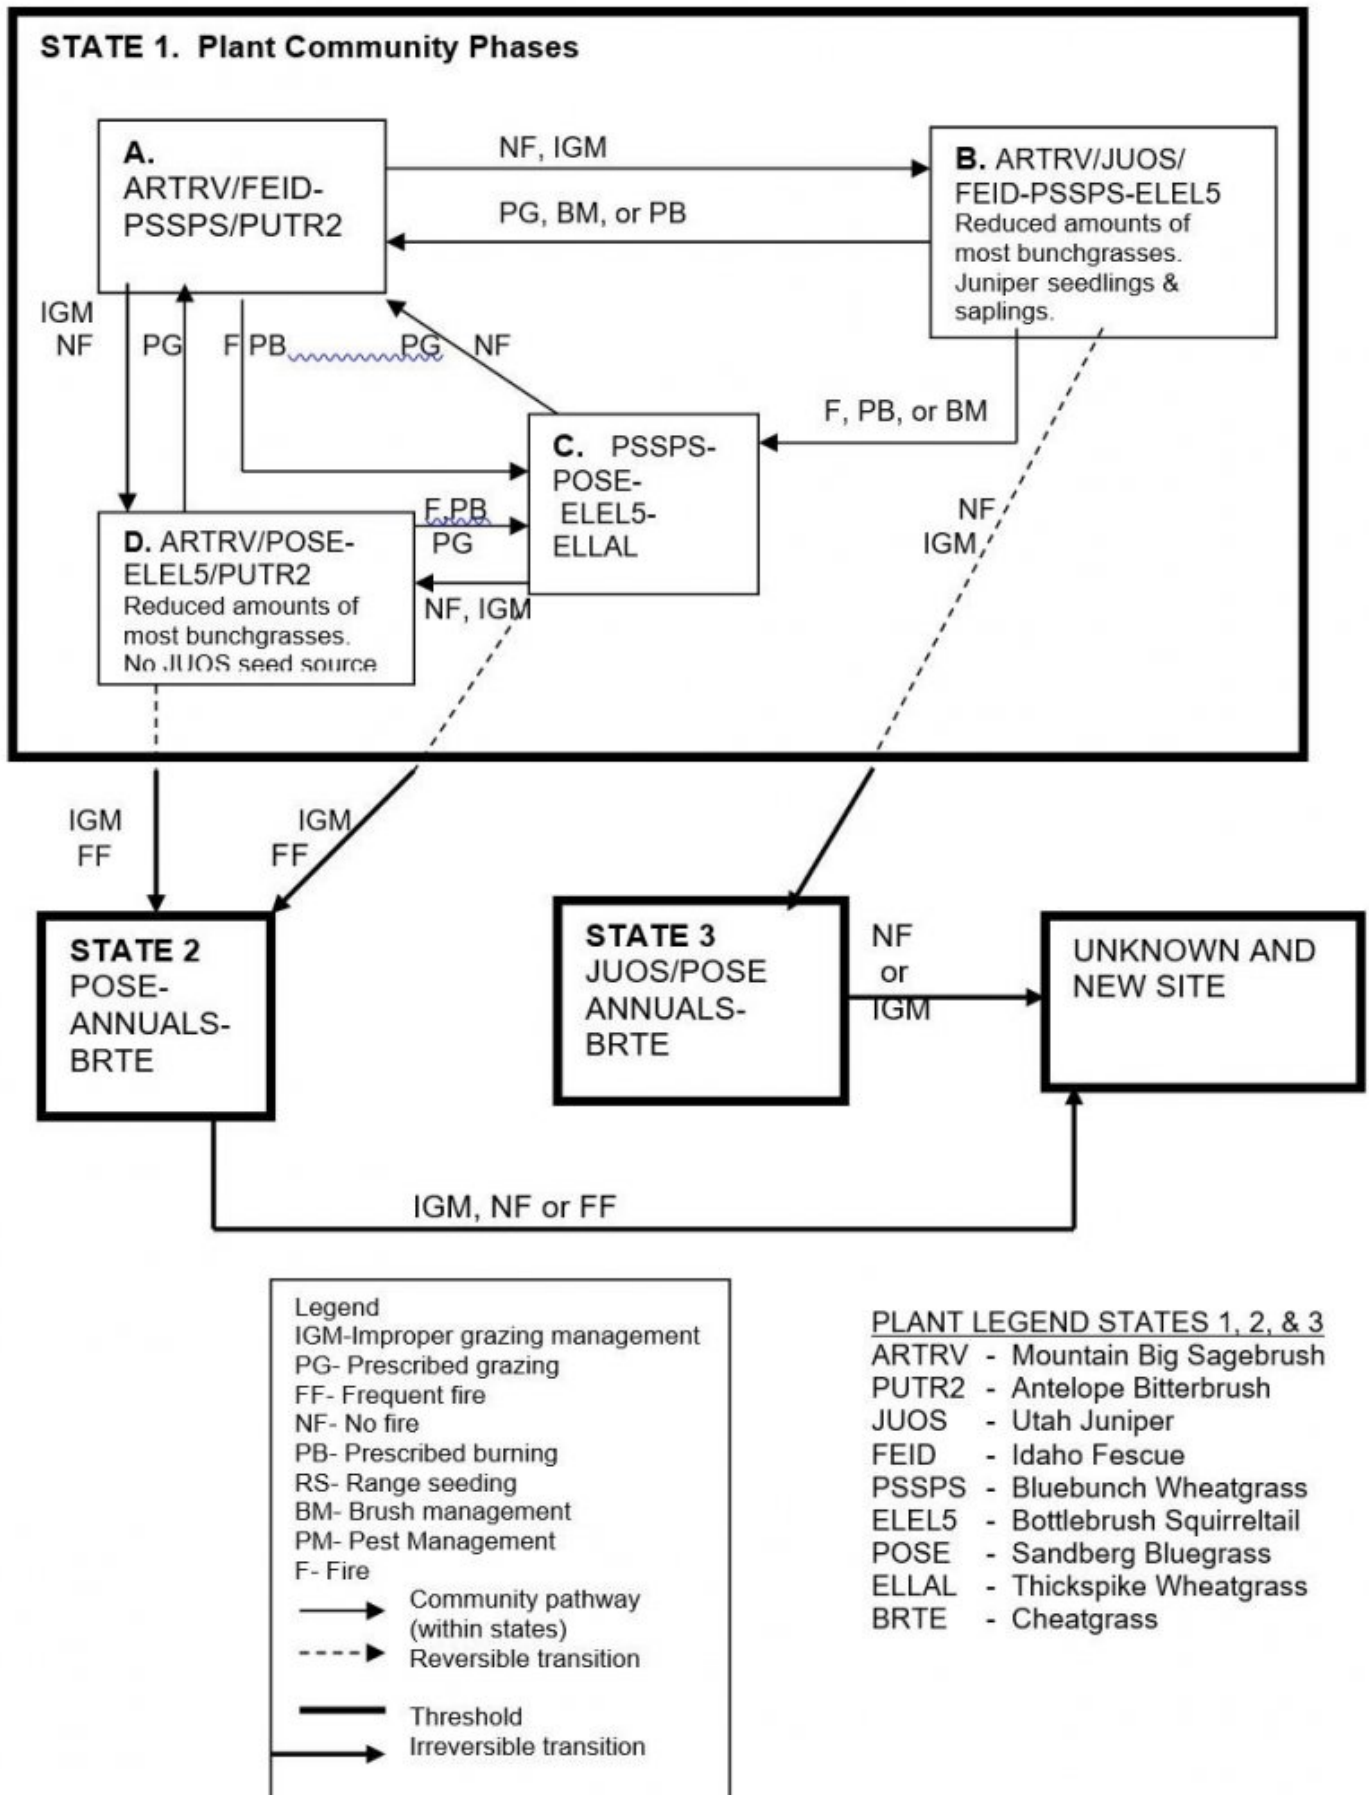 STATE 1. Plant Community Phases
A.
ARTRV/FEID-
PSSPS/PUTR2
NF, IGM
PG, BM, or PB
B. ARTRV/JUOS/
FEID-PSSPS-ELEL5
Reduced amounts of
most bunchgrasses.
Juniper seedlings &
saplings.
IGM
NF
PG
F PB
PG
NF
F, PB, or BM
C. PSSPS-
POSE-
ELEL5-
ELLAL
F,PB
PG
NF, IGM
D. ARTRV/POSE-
ELEL5/PUTR2
Reduced amounts of
most bunchgrasses.
No JUOS seed source
NF
IGM
IGM
FF
IGM
FF
STATE 2
POSE-
ANNUALS-
BRTE
STATE 3
JUOS/POSE
ANNUALS-
BRTE
NF
or
IGM
UNKNOWN AND
NEW SITE
IGM, NF or FF
Legend
IGM-Improper grazing management
PG- Prescribed grazing
FF- Frequent fire
NF- No fire
PB- Prescribed burning
RS- Range seeding
BM- Brush management
PM- Pest Management
F- Fire
Community pathway
(within states)
Reversible transition
Threshold
Irreversible transition
PLANT LEGEND STATES 1, 2, & 3
ARTRV - Mountain Big Sagebrush
PUTR2 - Antelope Bitterbrush
JUOS - Utah Juniper
FEID - Idaho Fescue
PSSPS - Bluebunch Wheatgrass
ELEL5 - Bottlebrush Squirreltail
POSE - Sandberg Bluegrass
ELLAL - Thickspike Wheatgrass
BRTE - Cheatgrass